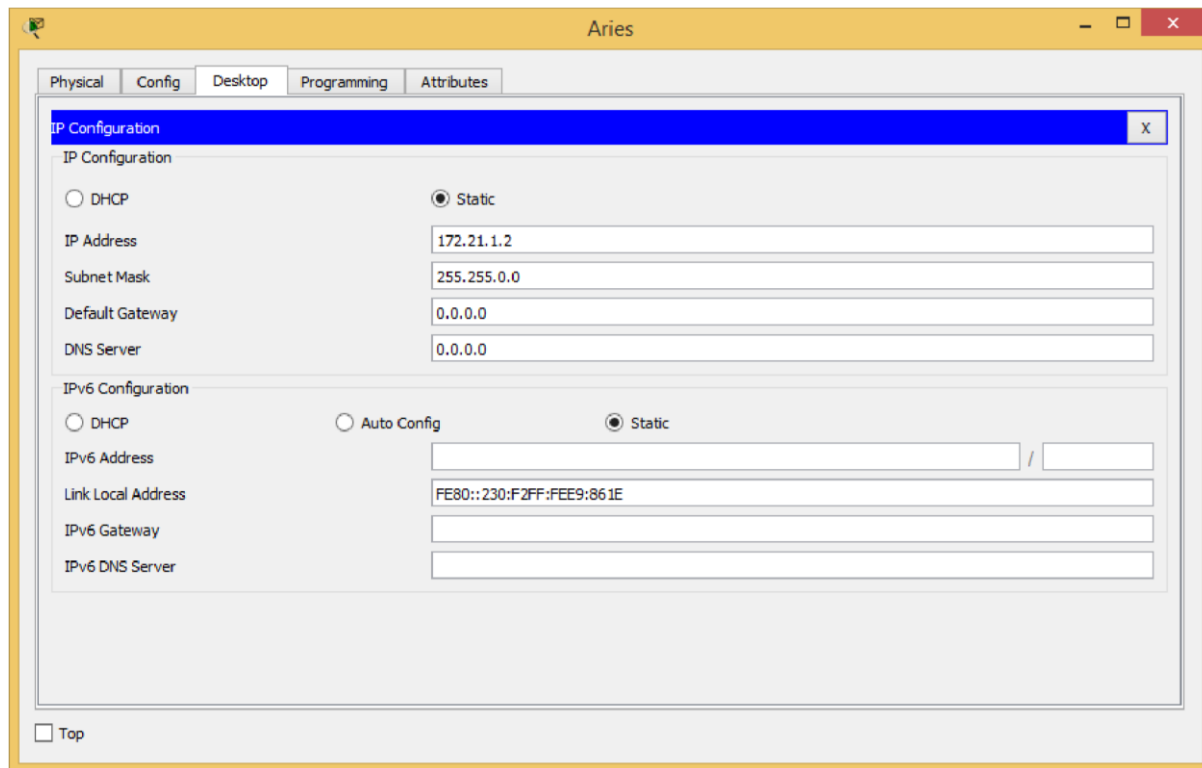 Aries
Physical Config Desktop Programming Attributes
IP Configuration X
IP Configuration
DHCP Static
IP Address 172.21.1.2
Subnet Mask 255.255.0.0
Default Gateway 0.0.0.0
DNS Server 0.0.0.0
IPv6 Configuration
DHCP Auto Config Static
IPv6 Address /
Link Local Address FE80::230:F2FF:FEE9:861E
IPv6 Gateway
IPv6 DNS Server
Top